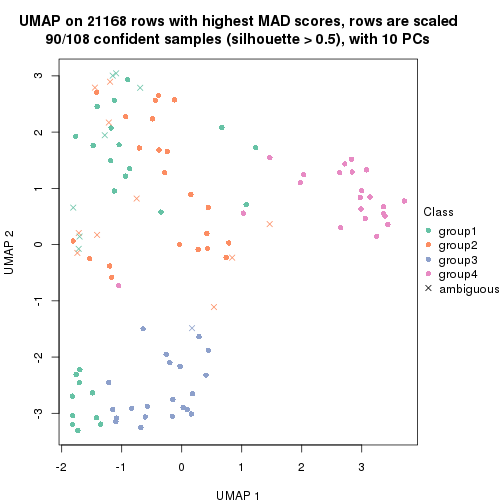 UMAP on 21168 rows with highest MAD scores, rows are scaled
90/108 confident samples (silhouette > 0.5), with 10 PCs
3
2
1
0
-1
-2
-3
UMAP 2
-2 -1 0 1 2 3
UMAP 1
Class
group1
group2
group3
group4
ambiguous